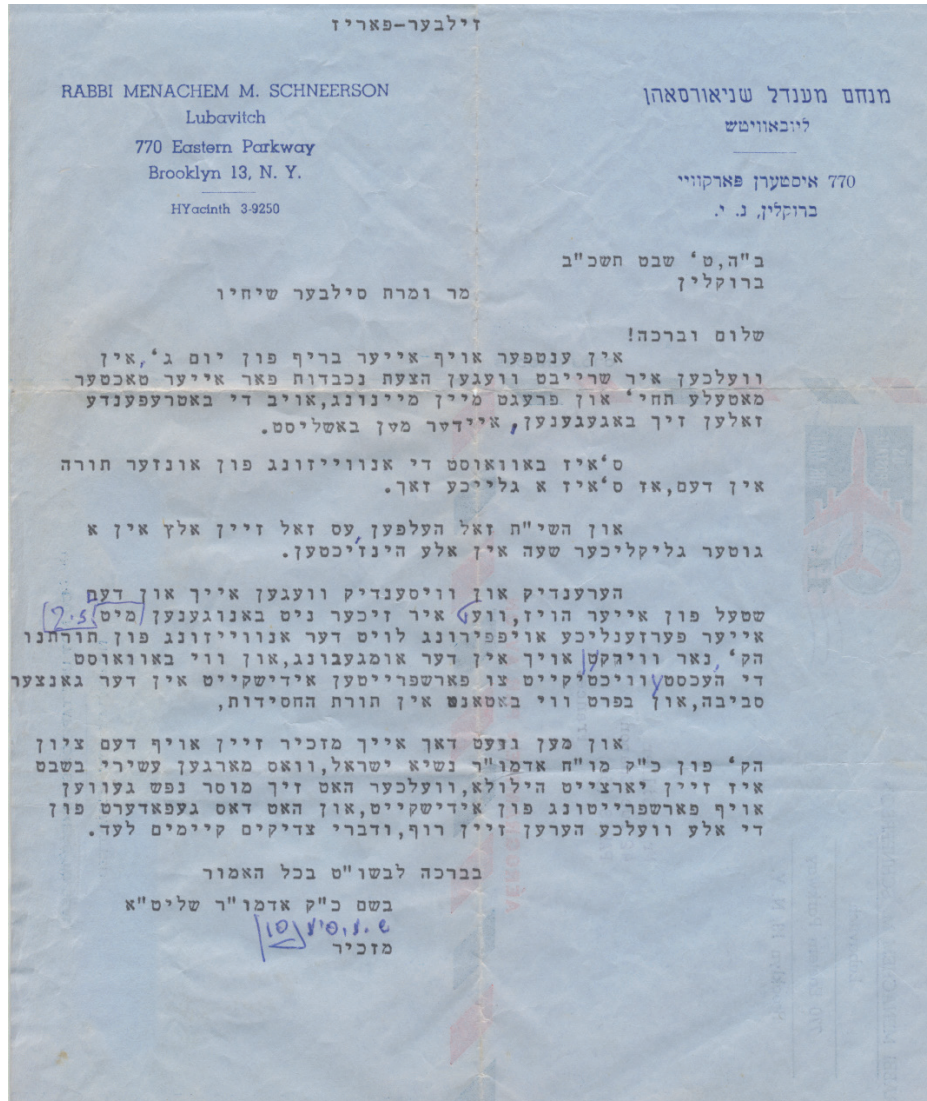 זילבער-פאריז
RABBI MENACHEM M. SCHNEERSON
Lubavitch
770 Eastern Parkway
Brooklyn 13, N. Y.
HYacinth 3-9250
מנחם מענדל שניאורסאהן
ליובאוויטש
770 איסטערן פארקוויי
ברוקלין, נ. י.
ב"ה,ט' שבט תשכ"ב
ברוקלין
מר ומרת סילבער שיחיו
שלום וברכה!
אין ענטפער אויף אייער בריף פון יום ג', אין
וועלכען איר שרייבט וועגען הצעת נכבדות פאר אייער טאכטער
מאטעלע תחי' און פרעגט מיין מיינונג,אויב די באטרעפענדע
זאלען זיך באגעגענען, איידער מען באשליסט.
ס'איז באוואוסט די אנווייזונג פון אונזער תורה
אין דעם,אז ס'איז א גלייכע זאך.
און השי"ת זאל העלפען, עס זאל זיין אלץ אין א
גוטער גליקליכער שעה אין אלע הינזיכטען.
הערענדיק און וויסענדיק וועגען אייך און דעם
שטעל פון אייער הויז,וועט איר זיכער ניט באנוגענען מיט
אייער פערזענליכע אויפפירונג לויט דער אנווייזונג פון תורתנו
הק', נאר ווירקען אויך אין דער אומגעבונג,און ווי באוואוסט
די העכסטע וויכטיקייט צו פארשפרייטען אידישקייט אין דער גאנצער
סביבה,און בפרט ווי באטאנט אין תורת החסידות,
און מען וועט דאך אייך מזכיר זיין אויף דעם ציון
הק' פון כ"ק מו"ח אדמו"ר נשיא ישראל,וואס מארגען עשירי בשבט
איז זיין יארצייט הילולא,וועלכער האט זיך מוסר נפש געווען
אויף פארשפרייטונג פון אידישקייט,און האט דאס געפאדערט פון
די אלע וועלכע הערען זיין רוף,ודברי צדיקים קיימים לעד.
בברכה לבשו"ט בכל האמור
בשם כ"ק אדמו"ר שליט"א
מזכיר